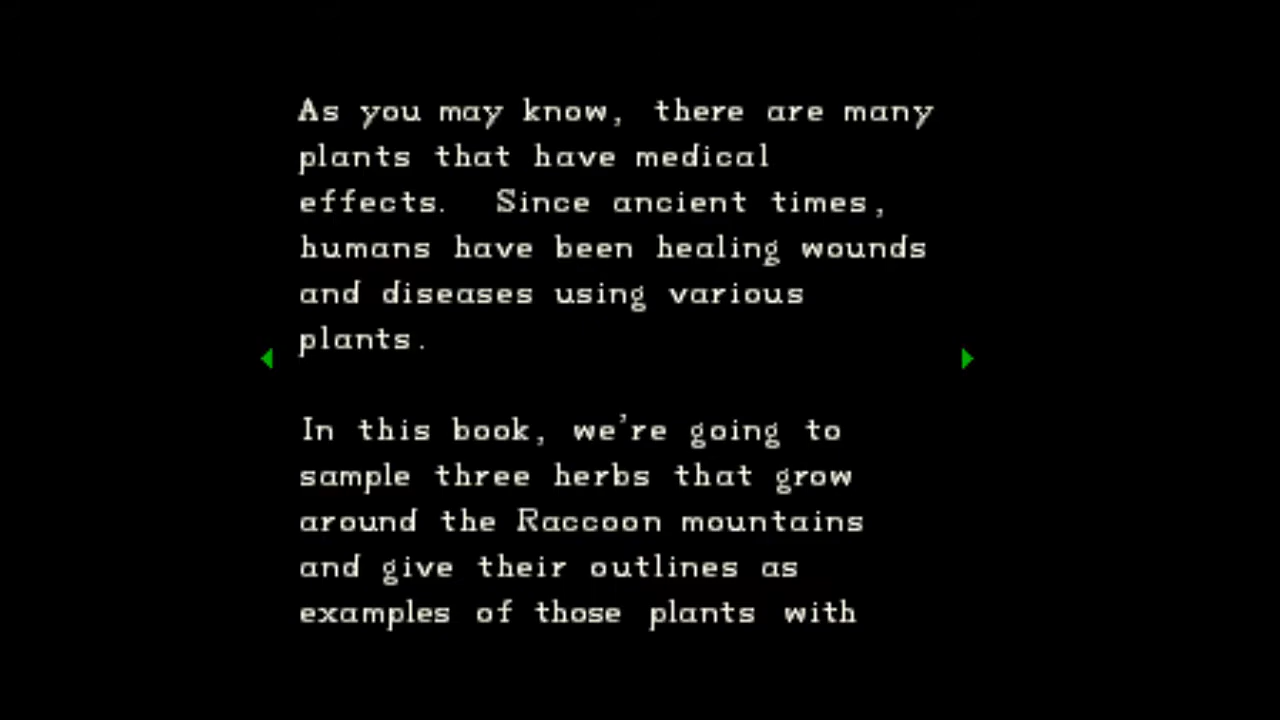 As you may know, there are many
plants that have medical
effects. Since ancient times,
humans have been healing wounds
and diseases using various
plants.
In this book, we're going to
sample three herbs that grow
around the Raccoon mountains
and give their outlines as
examples of those plants with